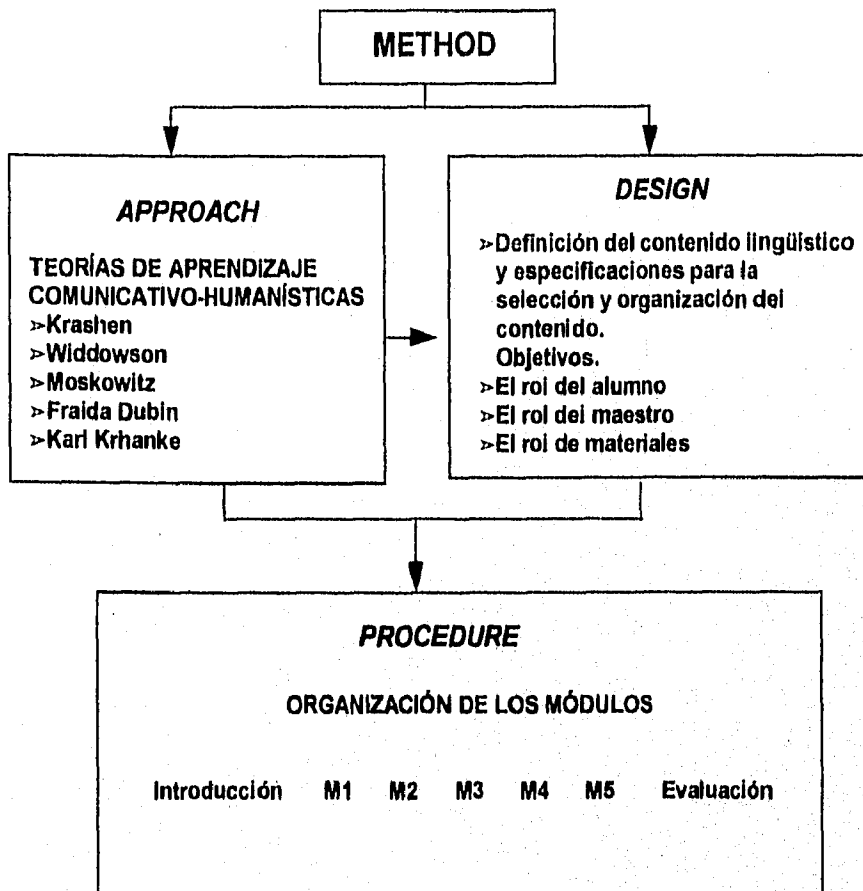 METHOD
APPROACH
TEORÍAS DE APRENDIZAJE
COMUNICATIVO-HUMANÍSTICAS
➢Krashen
➢Widdowson
➢Moskowitz
➢Fraida Dubin
➢Karl Krhanke
DESIGN
➢Definición del contenido lingüístico
y especificaciones para la
selección y organización del
contenido.
Objetivos.
➢El rol del alumno
➢El rol del maestro
➢El rol de materiales
PROCEDURE
ORGANIZACIÓN DE LOS MÓDULOS
Introducción M1 M2 M3 M4 M5 Evaluación